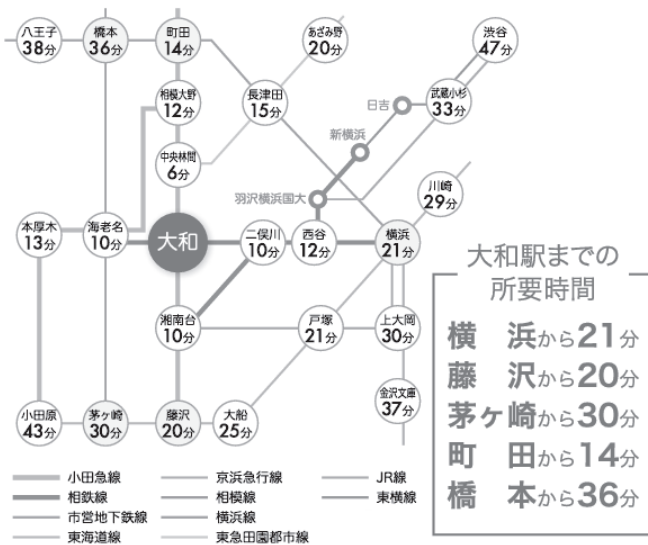 八王子
38分
橋本
36分
町田
14分
あざみ野
20分
渋谷
47分
相模大野
12分
長津田
15分
日吉
武蔵小杉
33分
新横浜
中央林間
6分
羽沢横浜国大
川崎
29分
本厚木
13分
海老名
10分
大和
二俣川
10分
西谷
12分
横浜
21分
湘南台
10分
戸塚
21分
上大岡
30分
金沢文庫
37分
小田原
43分
茅ヶ崎
30分
藤沢
20分
大船
25分
大和駅までの
所要時間
横 浜から21分
藤 沢から20分
茅ヶ崎から30分
町 田から14分
橋 本から36分
小田急線
京浜急行線
JR線
相鉄線
相模線
東横線
市営地下鉄線
横浜線
東海道線
東急田園都市線